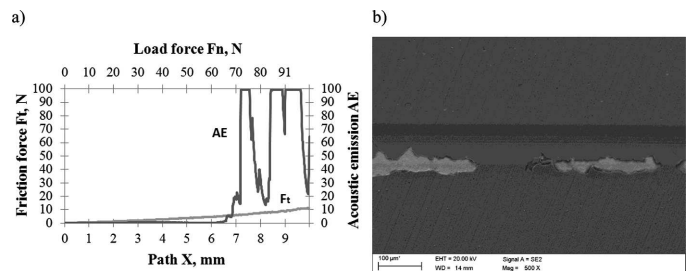 a)
b)
Load force Fn, N
0 10 20 30 40 50 60 70 76 83 91
Friction force Ft, N
100
90
80
70
60
50
40
30
20
10
0
AE
Ft
100
90
80
70
60
50
40
30
20
10
0
Acoustic emission AE
0 1 2 3 4 5 6 7 8 9
Path X, mm
100 µm
EHT = 20.00 kV
Signal A = SE2
WD = 14 mm
Mag = 500 X